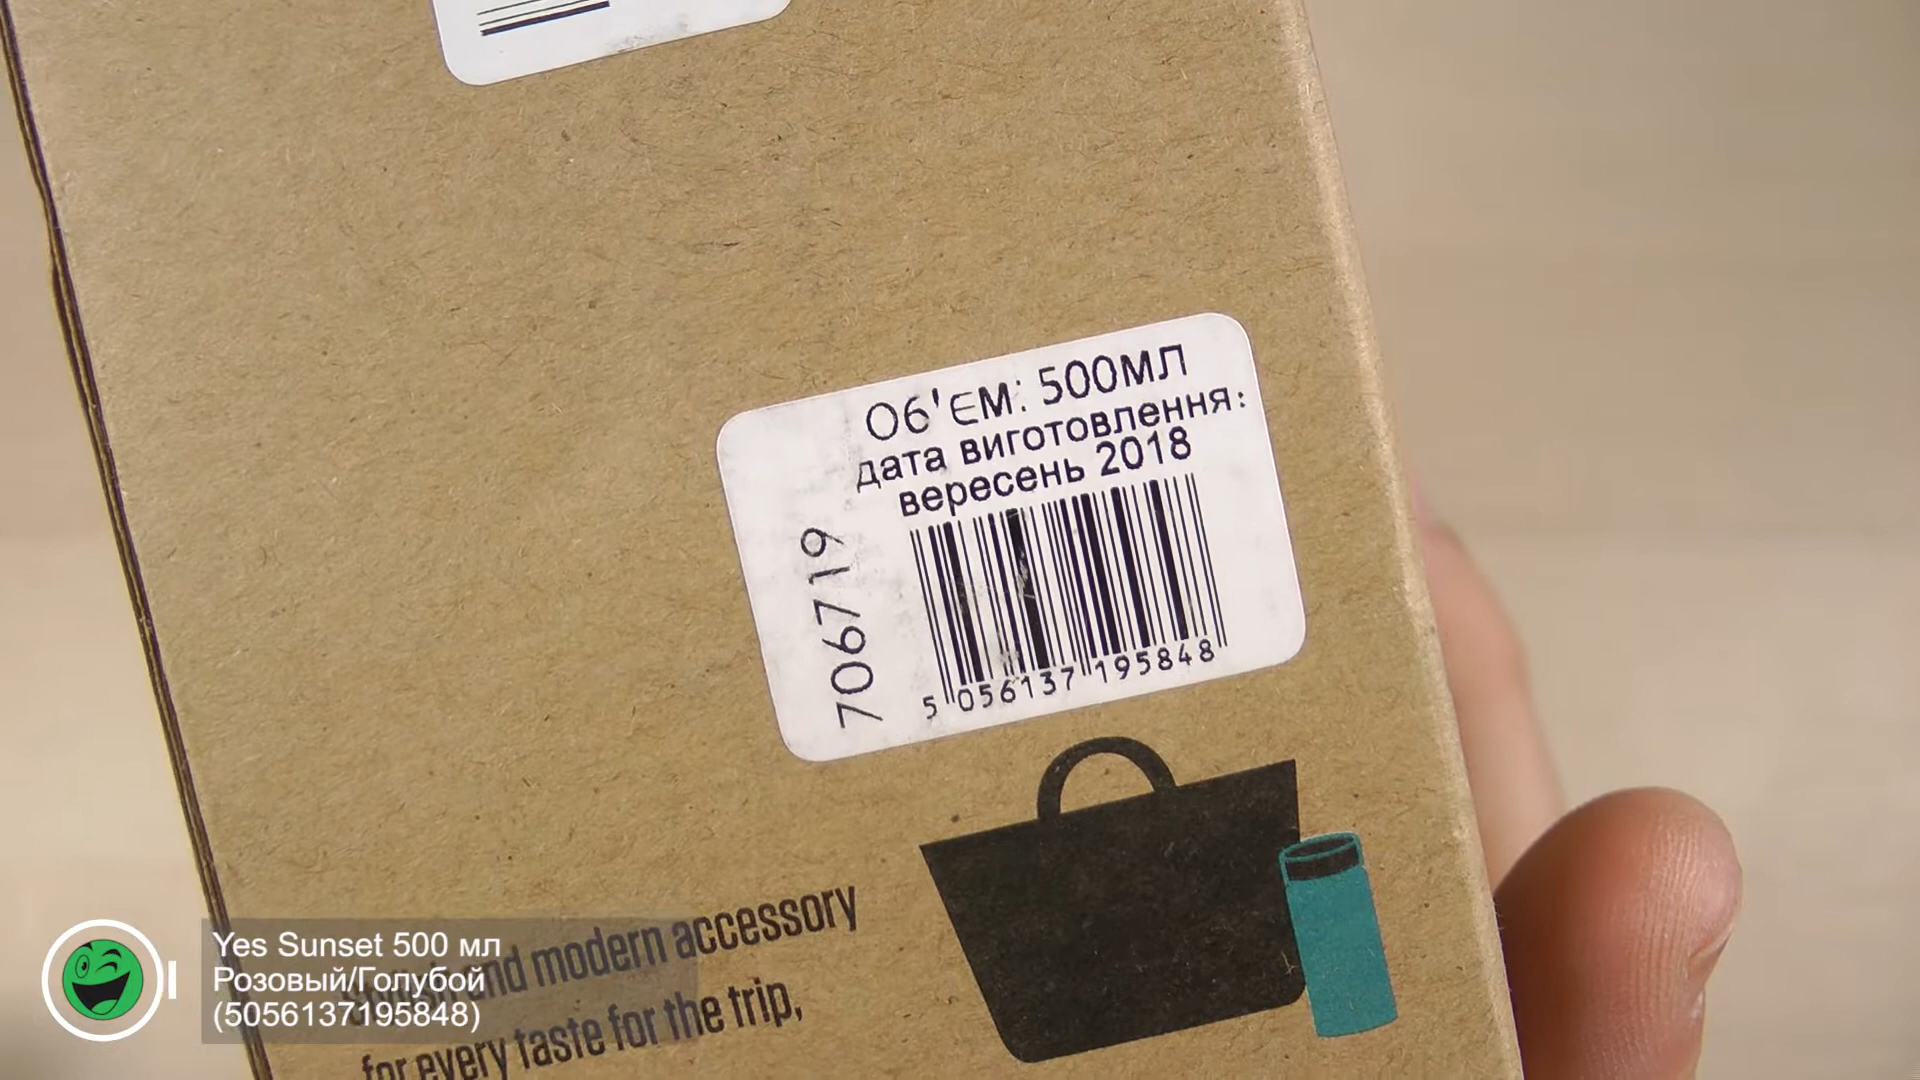 Об'єм: 500мл
дата виготовлення:
вересень 2018
706719
5 056137 195848
and modern accessory
for every taste for the trip,
Yes Sunset 500 мл
Розовый/Голубой
(5056137195848)